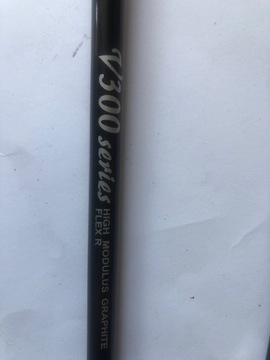 V300 series
HIGH MODULUS GRAPHITE
FLEX R